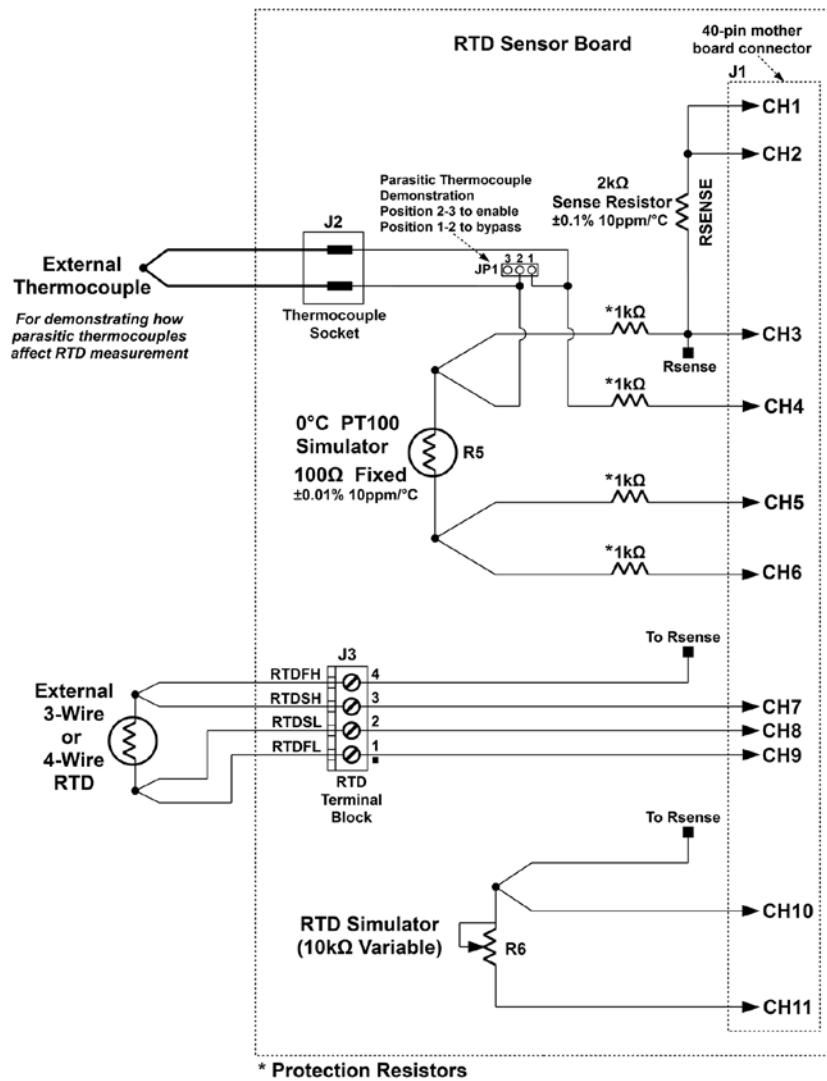 RTD Sensor Board
40-pin mother
board connector
J1
CH1
CH2
2kΩ
Sense Resistor
±0.1% 10ppm/°C
RSENSE
Parasitic Thermocouple
Demonstration
Position 2-3 to enable
Position 1-2 to bypass
J2
JP1
3 2 1
External
Thermocouple
For demonstrating how
parasitic thermocouples
affect RTD measurement
Thermocouple
Socket
*1kΩ
CH3
Rsense
*1kΩ
CH4
0°C PT100
Simulator
100Ω Fixed
±0.01% 10ppm/°C
R5
*1kΩ
CH5
*1kΩ
CH6
To Rsense
J3
External
3-Wire
or
4-Wire
RTD
RTDFH
4
RTDSH
3
CH7
RTDSL
2
CH8
RTDFL
1
CH9
RTD
Terminal
Block
To Rsense
RTD Simulator
(10kΩ Variable)
R6
CH10
CH11
* Protection Resistors